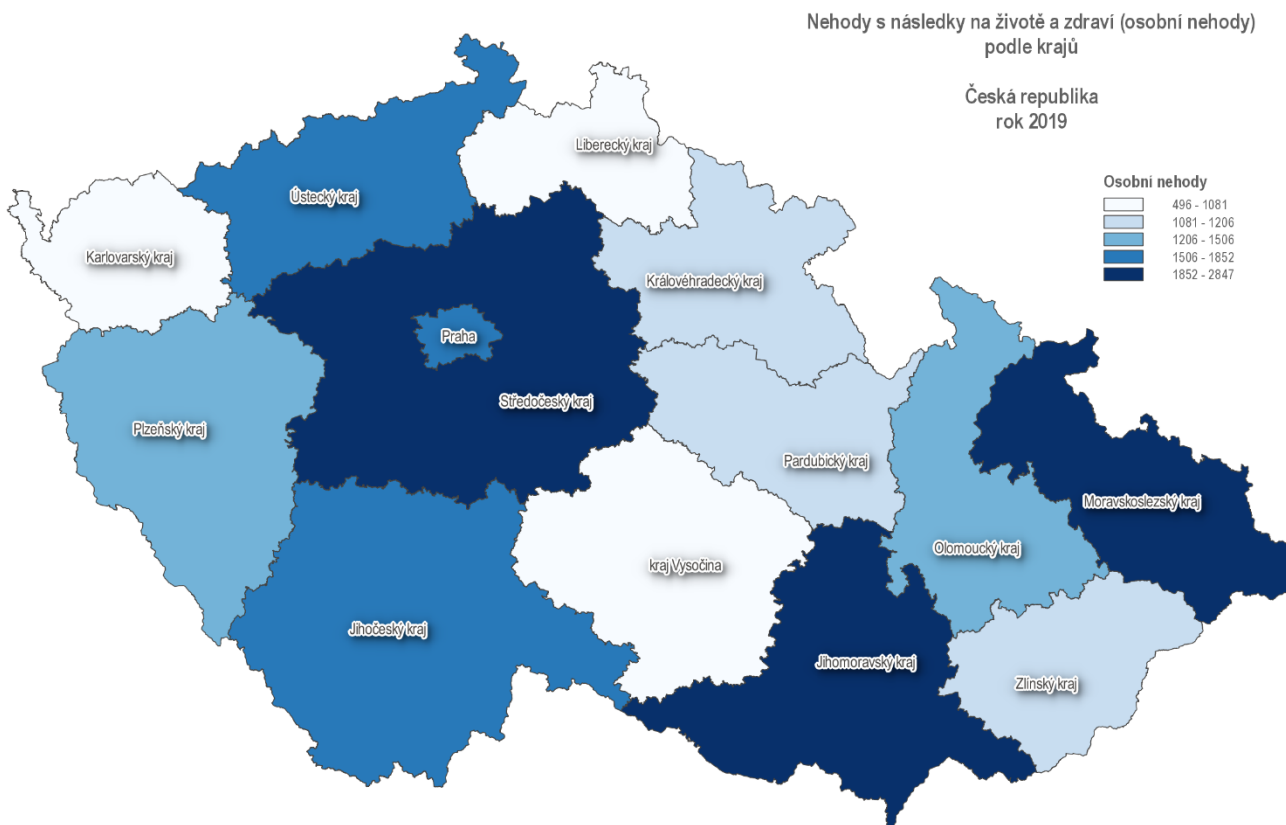 Nehody s následky na životě a zdraví (osobní nehody)
podle krajů
Česká republika
rok 2019
Osobní nehody
496 - 1081
1081 - 1206
1206 - 1506
1506 - 1852
1852 - 2847
Liberecký kraj
Ústecký kraj
Karlovarský kraj
Královéhradecký kraj
Praha
Středočeský kraj
Plzeňský kraj
Pardubický kraj
Moravskoslezský kraj
Olomoucký kraj
kraj Vysočina
Jihočeský kraj
Jihomoravský kraj
Zlínský kraj